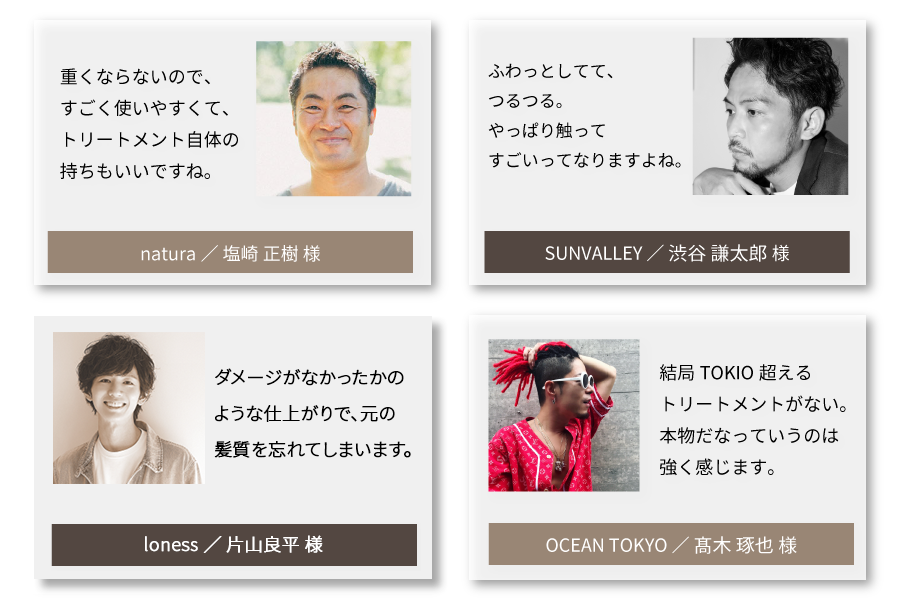 重くならないので、
すごく使いやすくて、
トリートメント自体の
持ちもいいですね。
natura ／ 塩崎 正樹 様
ふわっとしてて、
つるつる。
やっぱり触って
すごいってなりますよね。
SUNVALLEY ／ 渋谷 謙太郎 様
ダメージがなかったかの
ような仕上がりで、元の
髪質を忘れてしまいます。
loness ／ 片山良平 様
結局 TOKIO 超える
トリートメントがない。
本物だなっていうのは
強く感じます。
OCEAN TOKYO ／ 髙木 琢也 様